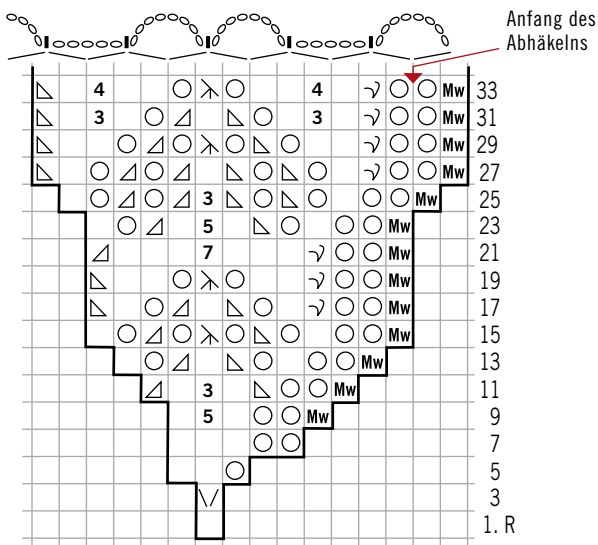 Anfang des
Abhäkelns
4 4 Mw 33
3 3 Mw 31
Mw 29
Mw 27
3 Mw 25
5 Mw 23
7 21
Mw 19
Mw 17
Mw 15
Mw 13
3 Mw 11
5 Mw 9
7
5
3
1. R